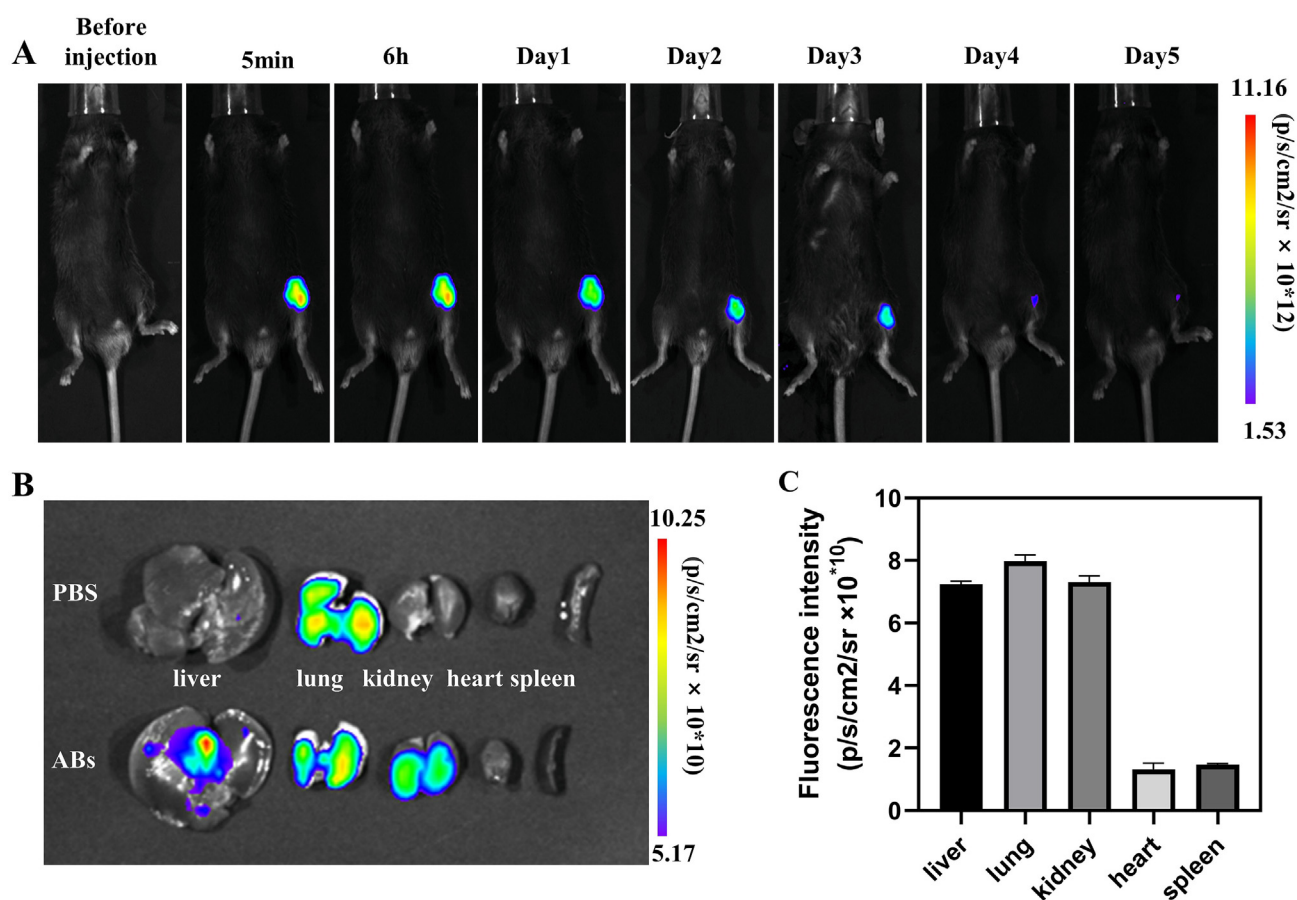 A
Before
injection
5min
6h
Day1
Day2
Day3
Day4
Day5
11.16
(p/s/cm2/sr × 10*12)
1.53
B
PBS
liver
lung
kidney
heart
spleen
ABs
10.25
(p/s/cm2/sr × 10*10)
5.17
C
Fluorescence intensity
(p/s/cm2/sr ×10*10)
10
8
6
4
2
0
liver
lung
kidney
heart
spleen